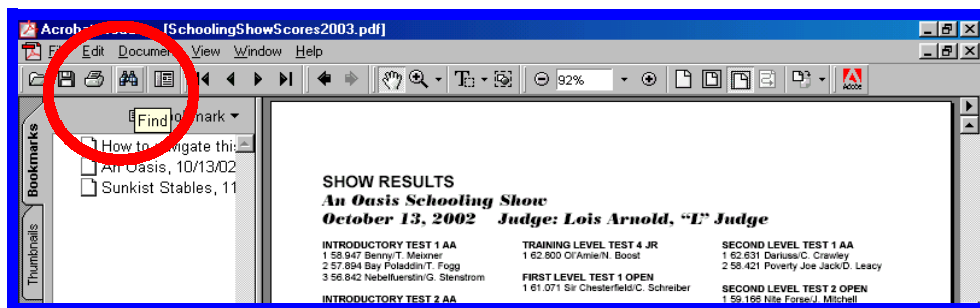 [SchoolingShowScores2003.pdf]
Edit Document View Window Help
92%
Adobe
Find
Bookmarks
Thumbnails
How to navigate this
An Oasis, 10/13/02
Sunkist Stables, 11
SHOW RESULTS
An Oasis Schooling Show
October 13, 2002 Judge: Lois Arnold, “L” Judge
INTRODUCTORY TEST 1 AA
1 58.947 Benny/T. Meixner
2 57.894 Bay Poladdin/T. Fogg
3 56.842 Nebelfuerstin/G. Stenstrom
INTRODUCTORY TEST 2 AA
TRAINING LEVEL TEST 4 JR
1 62.800 Ol'Amie/N. Boost
FIRST LEVEL TEST 1 OPEN
1 61.071 Sir Chesterfield/C. Schreiber
SECOND LEVEL TEST 1 AA
1 62.631 Dariuss/C. Crawley
2 58.421 Poverty Joe Jack/D. Leacy
SECOND LEVEL TEST 2 OPEN
1 59.166 Nite Forse/J. Mitchell